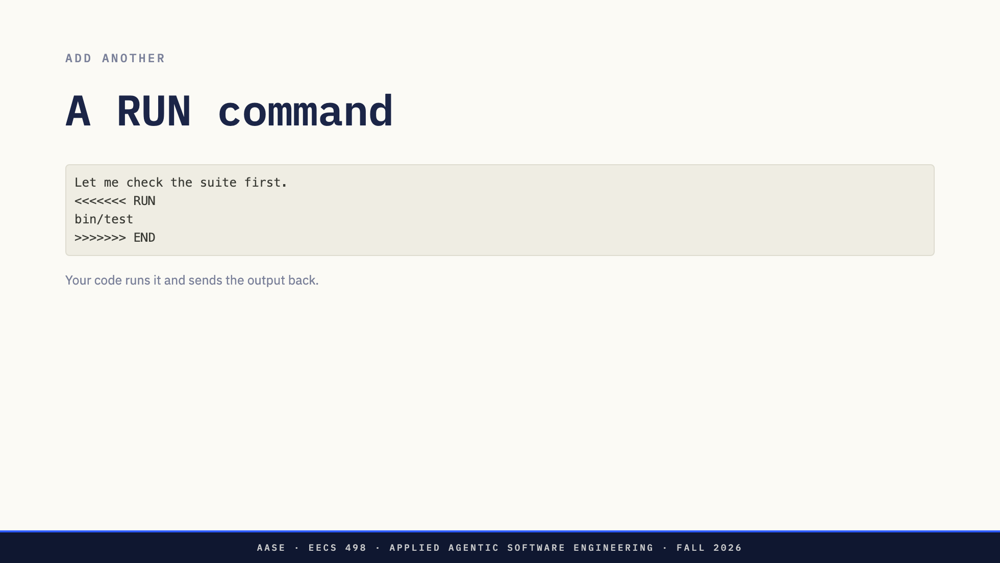 ADD ANOTHER
A RUN command
Let me check the suite first.
<<<<<<< RUN
bin/test
>>>>>>> END
Your code runs it and sends the output back.
AASE · EECS 498 · APPLIED AGENTIC SOFTWARE ENGINEERING · FALL 2026